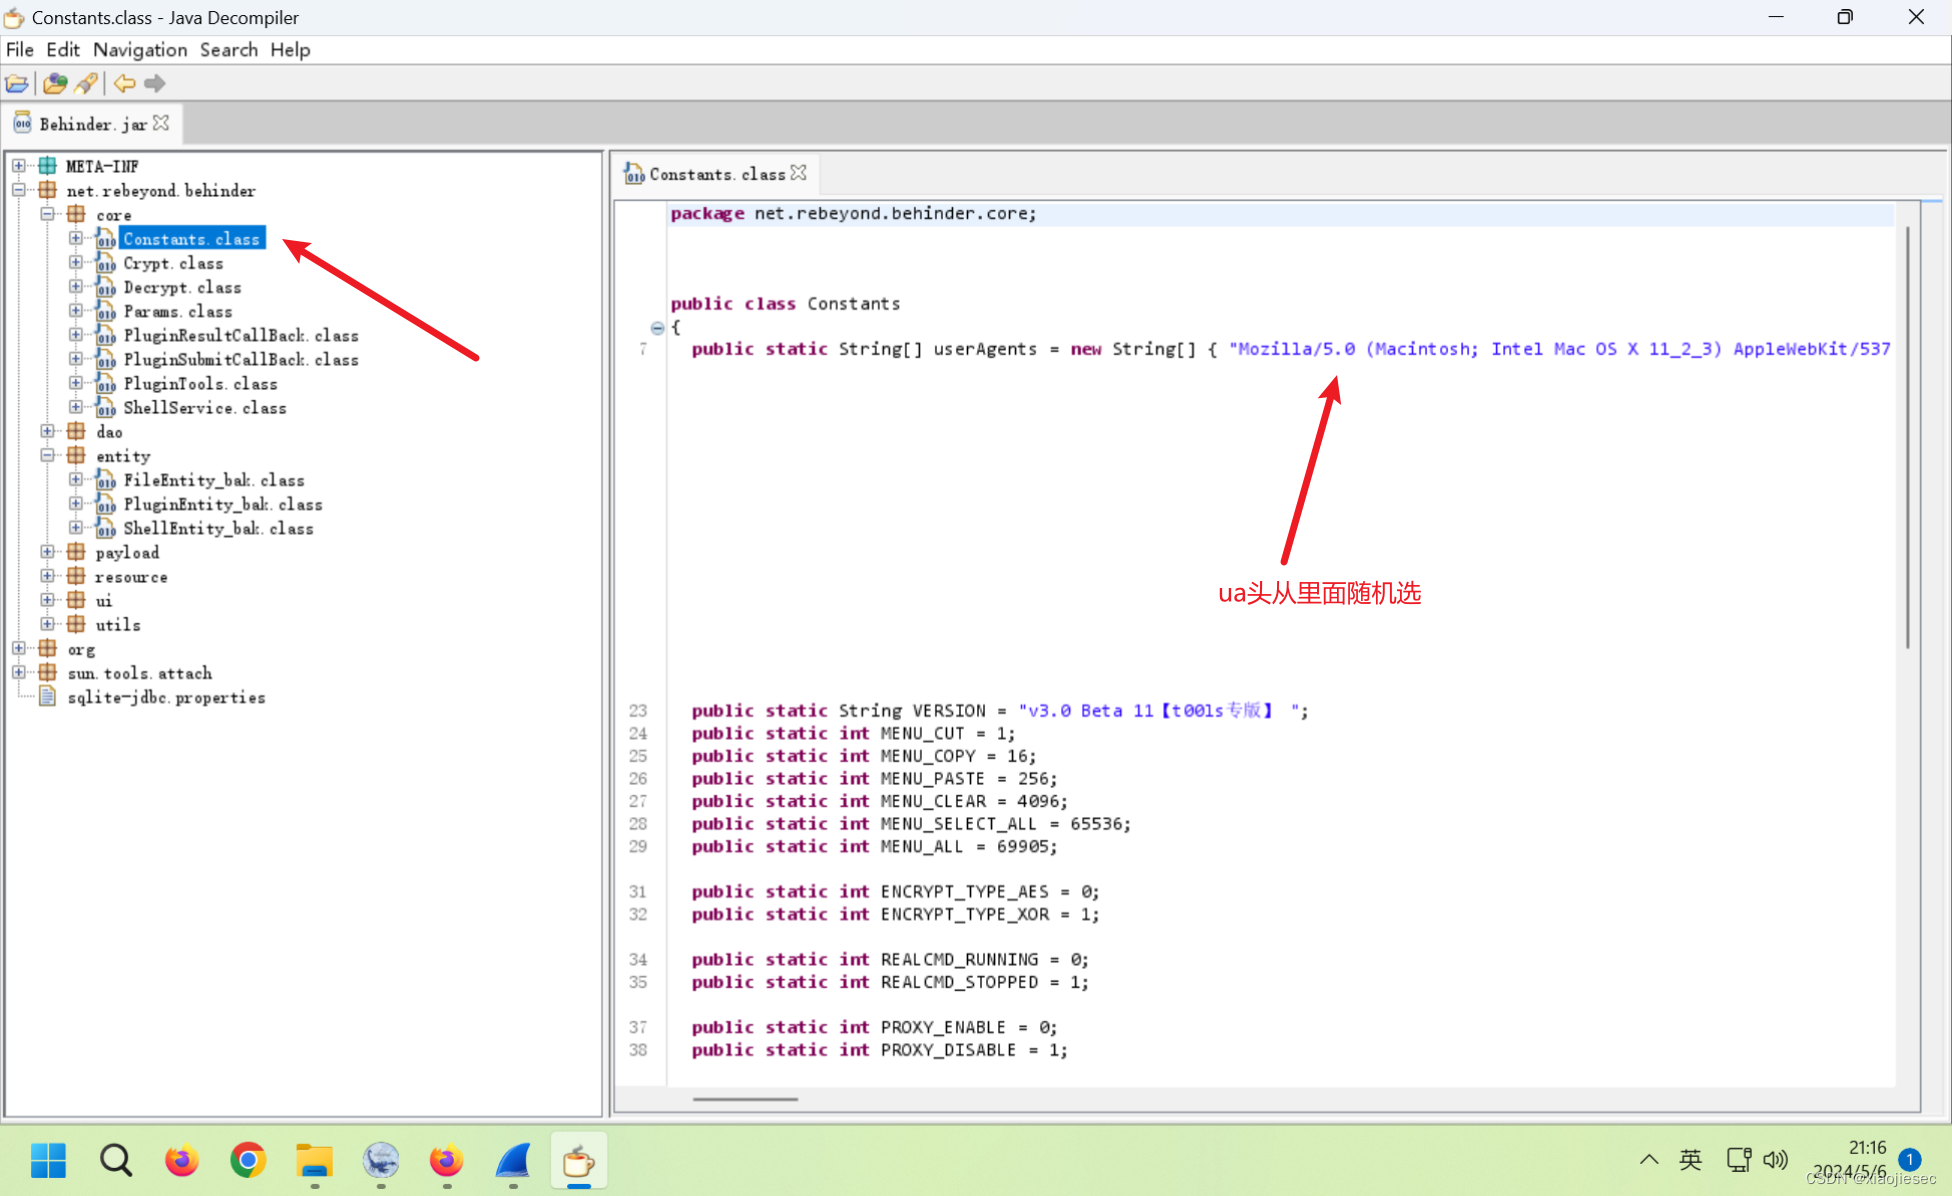 Constants.class - Java Decompiler
File Edit Navigation Search Help
Behinder.jar
META-INF
net.rebeyond.behinder
core
Constants.class
Crypt.class
Decrypt.class
Params.class
PluginResultCallBack.class
PluginSubmitCallBack.class
PluginTools.class
ShellService.class
dao
entity
FileEntity_bak.class
PluginEntity_bak.class
ShellEntity_bak.class
payload
resource
ui
utils
org
sun.tools.attach
sqlite-jdbc.properties
Constants.class
package net.rebeyond.behinder.core;
public class Constants
{
7 public static String[] userAgents = new String[] { "Mozilla/5.0 (Macintosh; Intel Mac OS X 11_2_3) AppleWebKit/537
ua头从里面随机选
23 public static String VERSION = "v3.0 Beta 11【t00ls专版】 ";
24 public static int MENU_CUT = 1;
25 public static int MENU_COPY = 16;
26 public static int MENU_PASTE = 256;
27 public static int MENU_CLEAR = 4096;
28 public static int MENU_SELECT_ALL = 65536;
29 public static int MENU_ALL = 69905;
31 public static int ENCRYPT_TYPE_AES = 0;
32 public static int ENCRYPT_TYPE_XOR = 1;
34 public static int REALCMD_RUNNING = 0;
35 public static int REALCMD_STOPPED = 1;
37 public static int PROXY_ENABLE = 0;
38 public static int PROXY_DISABLE = 1;
英
21:16
2024/5/6
1
CSDN @xiaojiesec